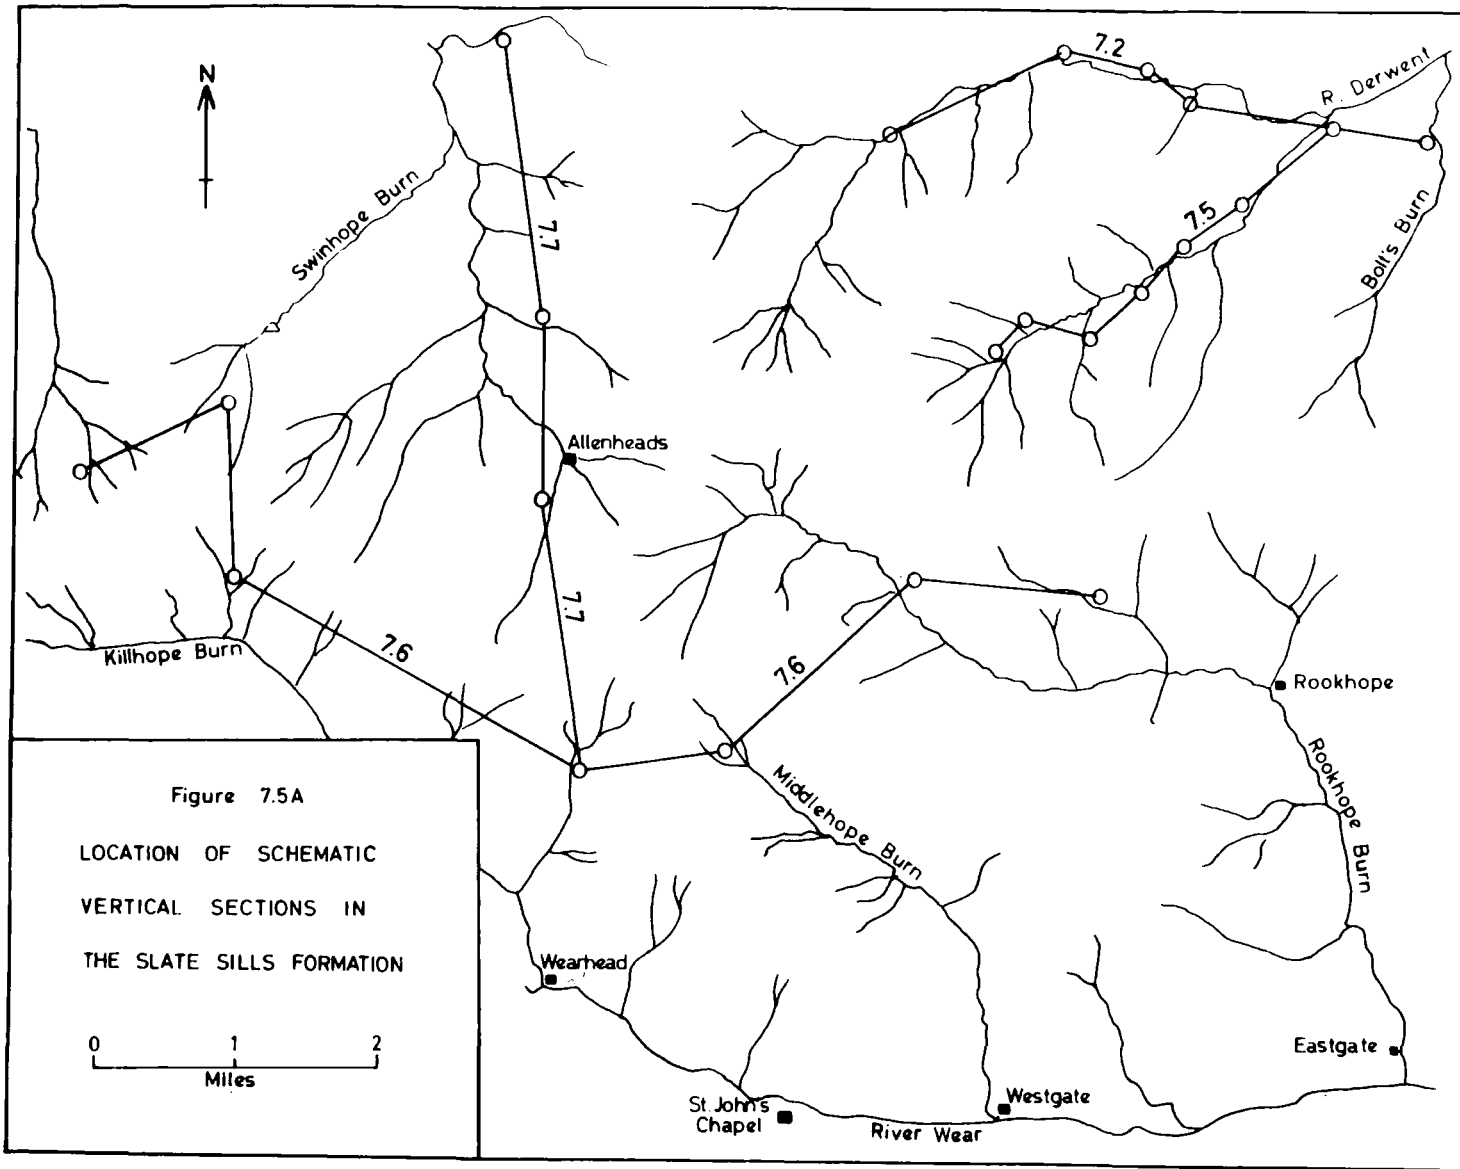 N
7.2
R. Derwent
Swinhope Burn
7.7
7.5
Bolt's Burn
Allenheads
Killhope Burn
7.6
7.7
7.6
Rookhope
Rookhope Burn
Middlehope Burn
Figure 7.5A
LOCATION OF SCHEMATIC
VERTICAL SECTIONS IN
THE SLATE SILLS FORMATION
0 1 2
Miles
Wearhead
Eastgate
St. John's
Chapel
Westgate
River Wear